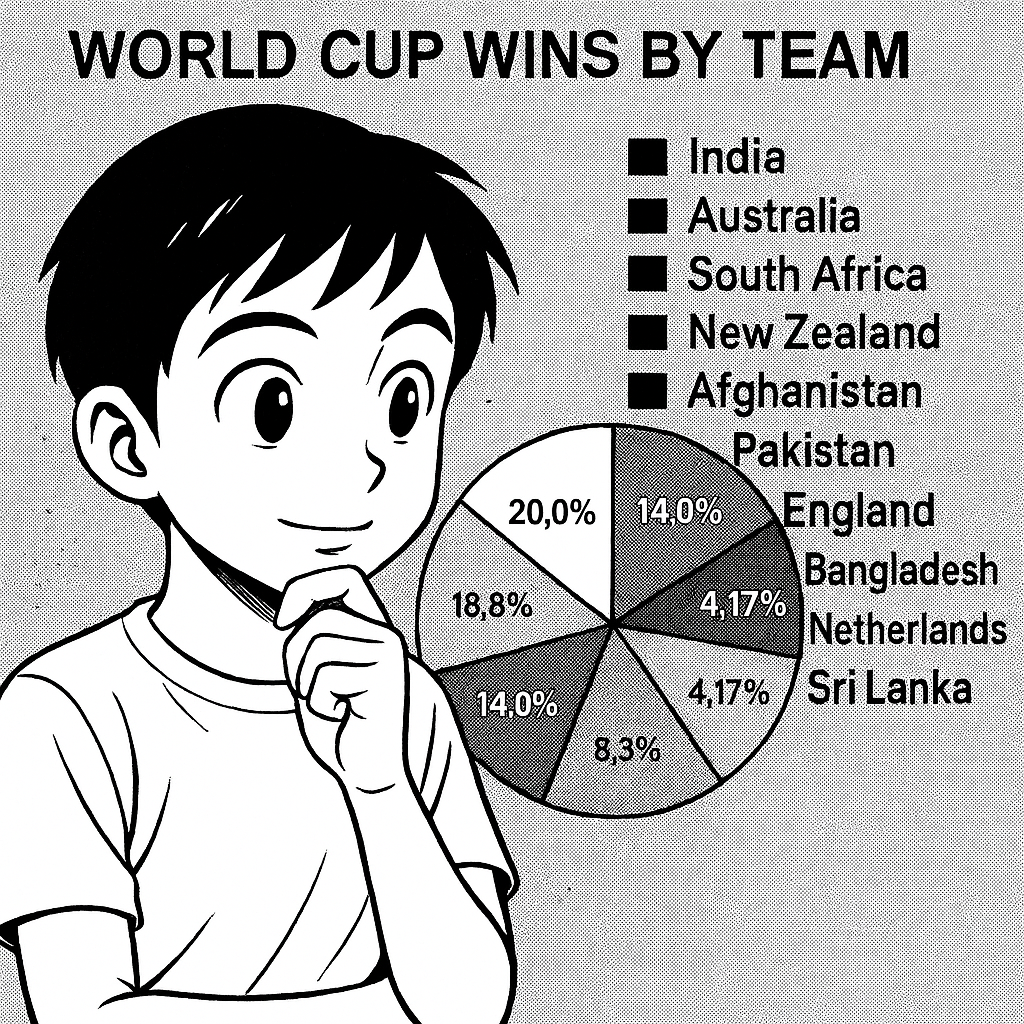 WORLD CUP WINS BY TEAM
India
Australia
South Africa
New Zealand
Afghanistan
Pakistan
England
Bangladesh
Netherlands
Sri Lanka
20,0%
14,0%
18,8%
4,17%
14,0%
4,17%
8,3%